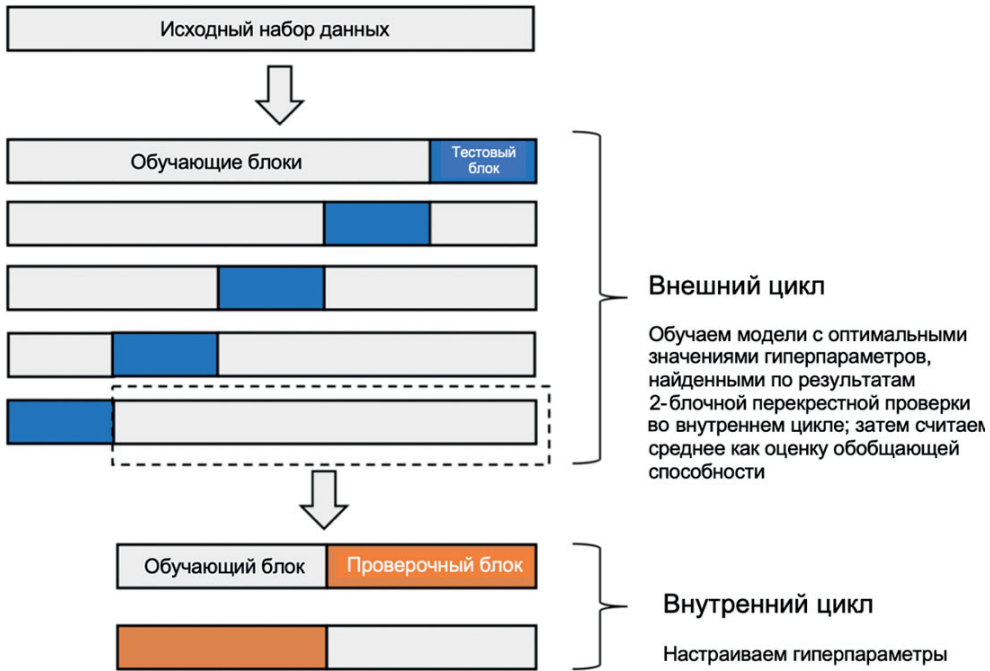 Исходный набор данных
Обучающие блоки
Тестовый
блок
Внешний цикл
Обучаем модели с оптимальными
значениями гиперпараметров,
найденными по результатам
2-блочной перекрестной проверки
во внутреннем цикле; затем считаем
среднее как оценку обобщающей
способности
Обучающий блок
Проверочный блок
Внутренний цикл
Настраиваем гиперпараметры